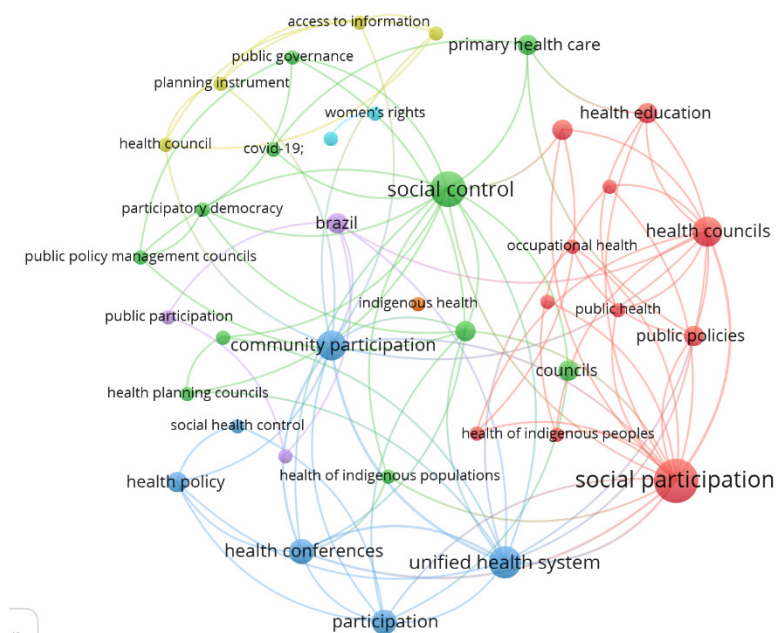 access to information
public governance
primary health care
planning instrument
women's rights
health education
health council
covid-19;
social control
participatory democracy
brazil
health councils
occupational health
public policy management councils
indigenous health
public health
public participation
community participation
public policies
councils
health planning councils
social health control
health of indigenous peoples
health policy
health of indigenous populations
social participation
health conferences
unified health system
participation